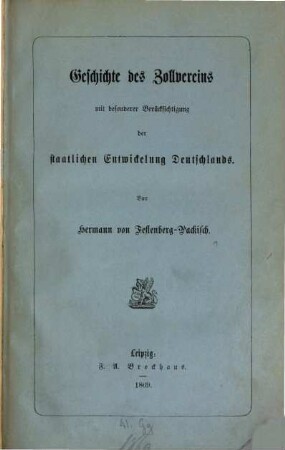 Geschichte des Zollvereins
mit besonderer Berücksichtigung
der
staatlichen Entwickelung Deutschlands.
Von
Hermann von Festenberg-Packisch.
Leipzig:
F. A. Brockhaus.
1869.